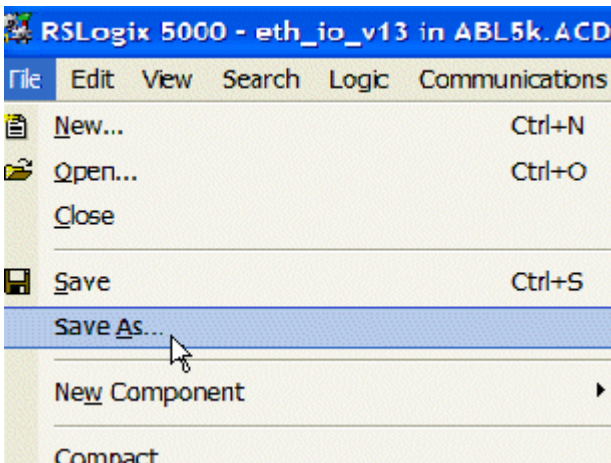 RSLogix 5000 - eth_io_v13 in ABL5k.ACD
File Edit View Search Logic Communications
New... Ctrl+N
Open... Ctrl+O
Close
Save Ctrl+S
Save As...
New Component
Compact